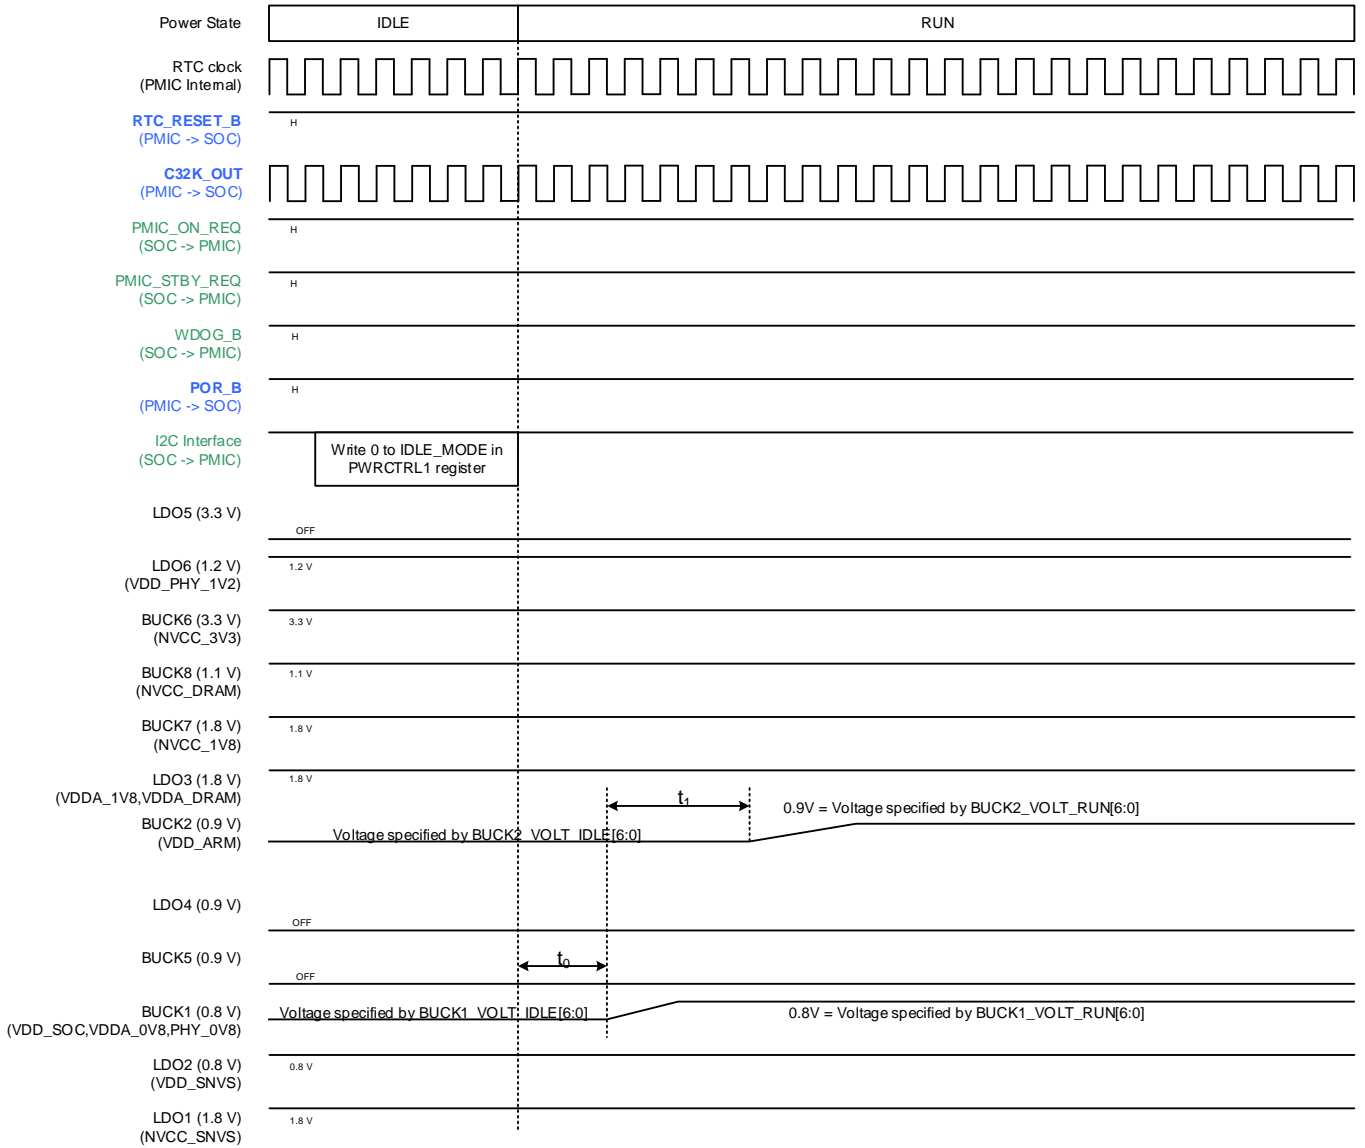 Power State
IDLE
RUN
RTC clock
(PMIC Internal)
RTC_RESET_B
(PMIC -> SOC)
H
C32K_OUT
(PMIC -> SOC)
PMIC_ON_REQ
(SOC -> PMIC)
H
PMIC_STBY_REQ
(SOC -> PMIC)
H
WDOG_B
(SOC -> PMIC)
H
POR_B
(PMIC -> SOC)
H
I2C Interface
(SOC -> PMIC)
Write 0 to IDLE_MODE in
PWRCTRL1 register
LDO5 (3.3 V)
OFF
LDO6 (1.2 V)
(VDD_PHY_1V2)
1.2 V
BUCK6 (3.3 V)
(NVCC_3V3)
3.3 V
BUCK8 (1.1 V)
(NVCC_DRAM)
1.1 V
BUCK7 (1.8 V)
(NVCC_1V8)
1.8 V
LDO3 (1.8 V)
(VDDA_1V8,VDDA_DRAM)
1.8 V
t1
BUCK2 (0.9 V)
(VDD_ARM)
Voltage specified by BUCK2_VOLT_IDLE[6:0]
0.9V = Voltage specified by BUCK2_VOLT_RUN[6:0]
LDO4 (0.9 V)
OFF
BUCK5 (0.9 V)
OFF
t0
BUCK1 (0.8 V)
(VDD_SOC,VDDA_0V8,PHY_0V8)
Voltage specified by BUCK1_VOLT_IDLE[6:0]
0.8V = Voltage specified by BUCK1_VOLT_RUN[6:0]
LDO2 (0.8 V)
(VDD_SNVS)
0.8 V
LDO1 (1.8 V)
(NVCC_SNVS)
1.8 V